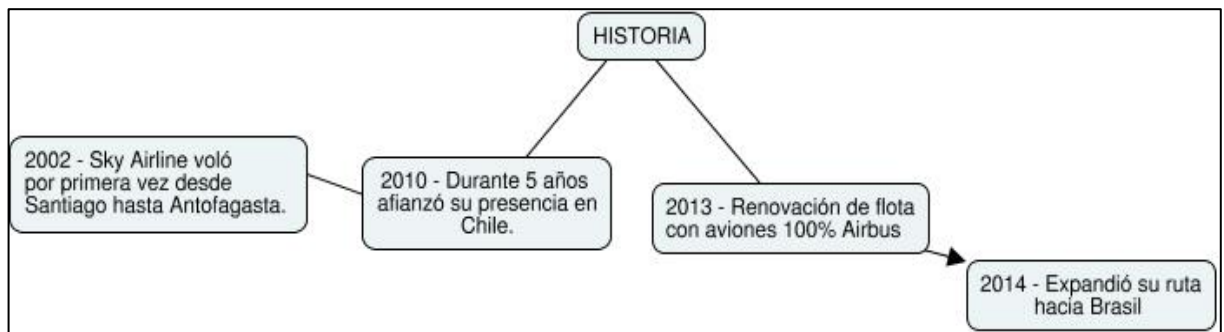 HISTORIA
2002 - Sky Airline voló
por primera vez desde
Santiago hasta Antofagasta.
2010 - Durante 5 años
afianzó su presencia en
Chile.
2013 - Renovación de flota
con aviones 100% Airbus
2014 - Expandió su ruta
hacia Brasil